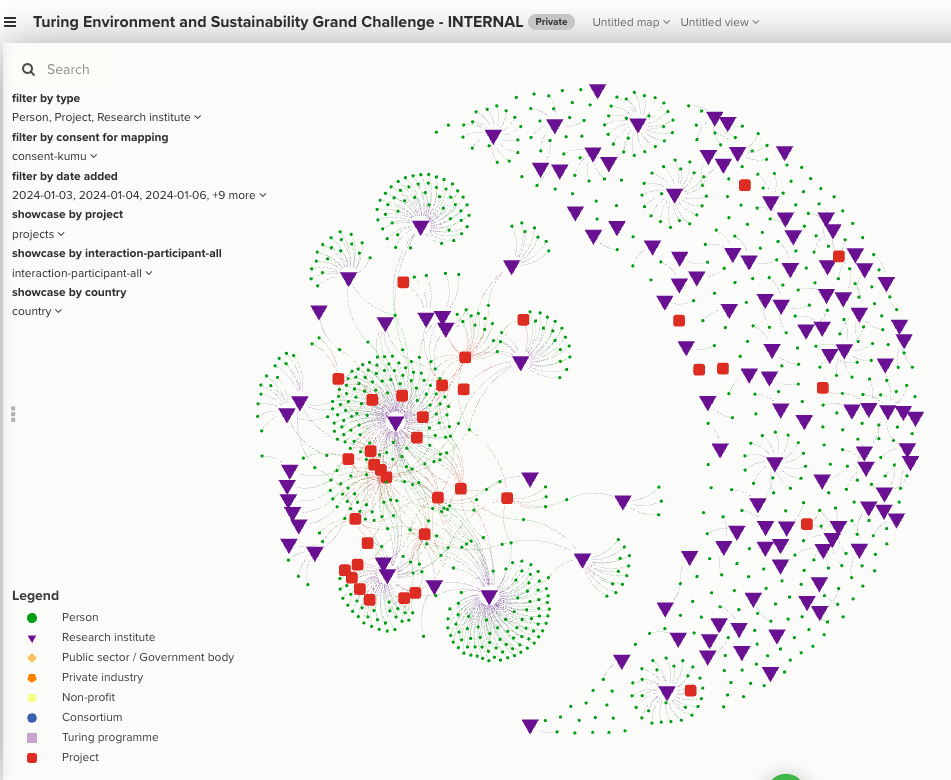 Turing Environment and Sustainability Grand Challenge - INTERNAL Private Untitled map Untitled view
Search
filter by type
Person, Project, Research institute
filter by consent for mapping
consent-kumu
filter by date added
2024-01-03, 2024-01-04, 2024-01-06, +9 more
showcase by project
projects
showcase by interaction-participant-all
interaction-participant-all
showcase by country
country
Legend
Person
Research institute
Public sector / Government body
Private industry
Non-profit
Consortium
Turing programme
Project